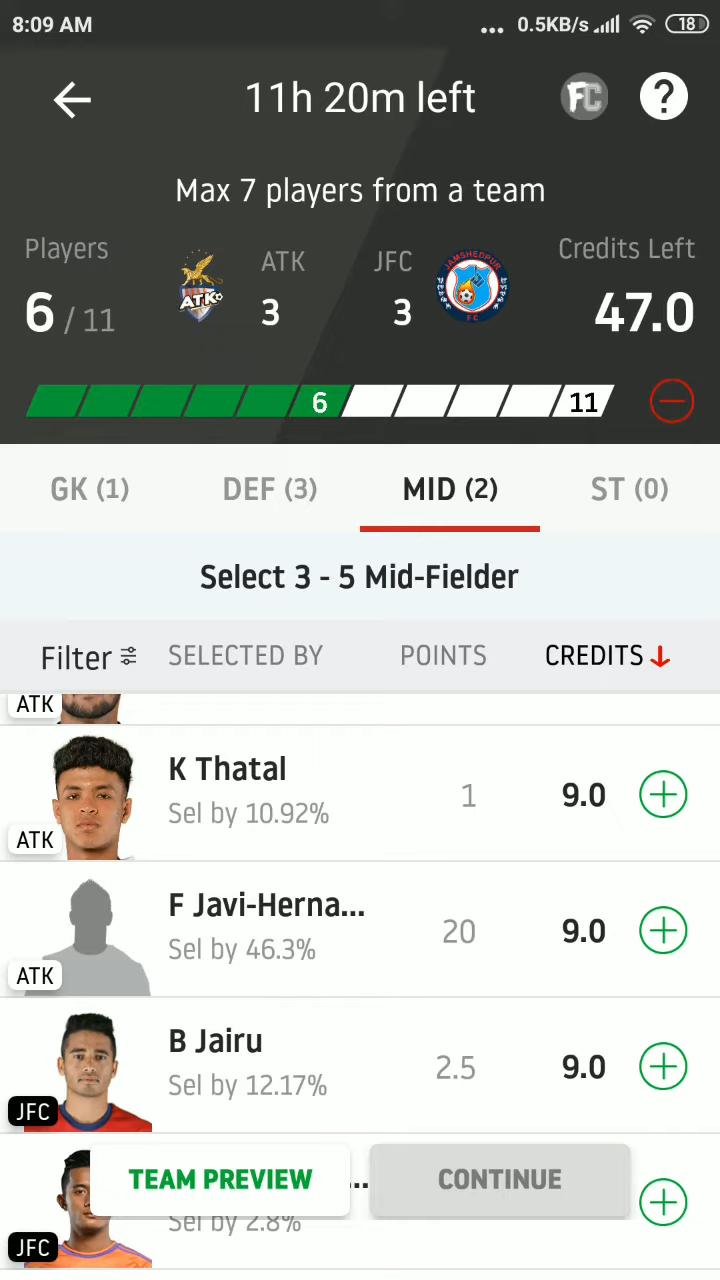 8:09 AM
... 0.5KB/s
18
11h 20m left
FC
?
Max 7 players from a team
Players
ATK
JFC
Credits Left
6 / 11
ATK
3
3
JAMSHEDPUR
FC
47.0
6
11
GK (1)
DEF (3)
MID (2)
ST (0)
Select 3 - 5 Mid-Fielder
Filter
SELECTED BY
POINTS
CREDITS
ATK
K Thatal
Sel by 10.92%
1
9.0
ATK
F Javi-Herna...
Sel by 46.3%
20
9.0
ATK
B Jairu
Sel by 12.17%
2.5
9.0
JFC
TEAM PREVIEW
...
CONTINUE
Sel by 2.8%
JFC